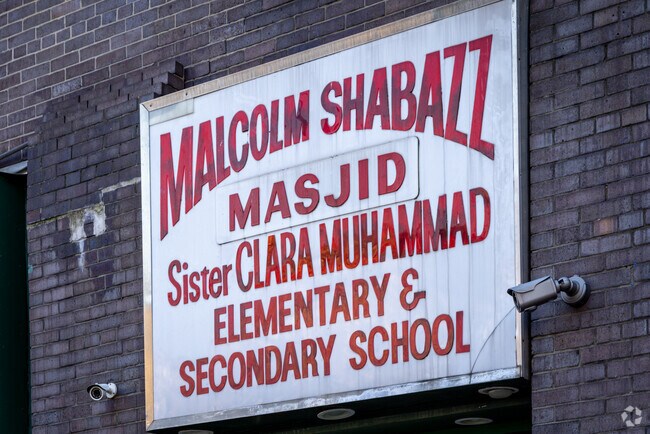 MALCOLM SHABAZZ
MASJID
Sister CLARA MUHAMMAD
ELEMENTARY &
SECONDARY SCHOOL